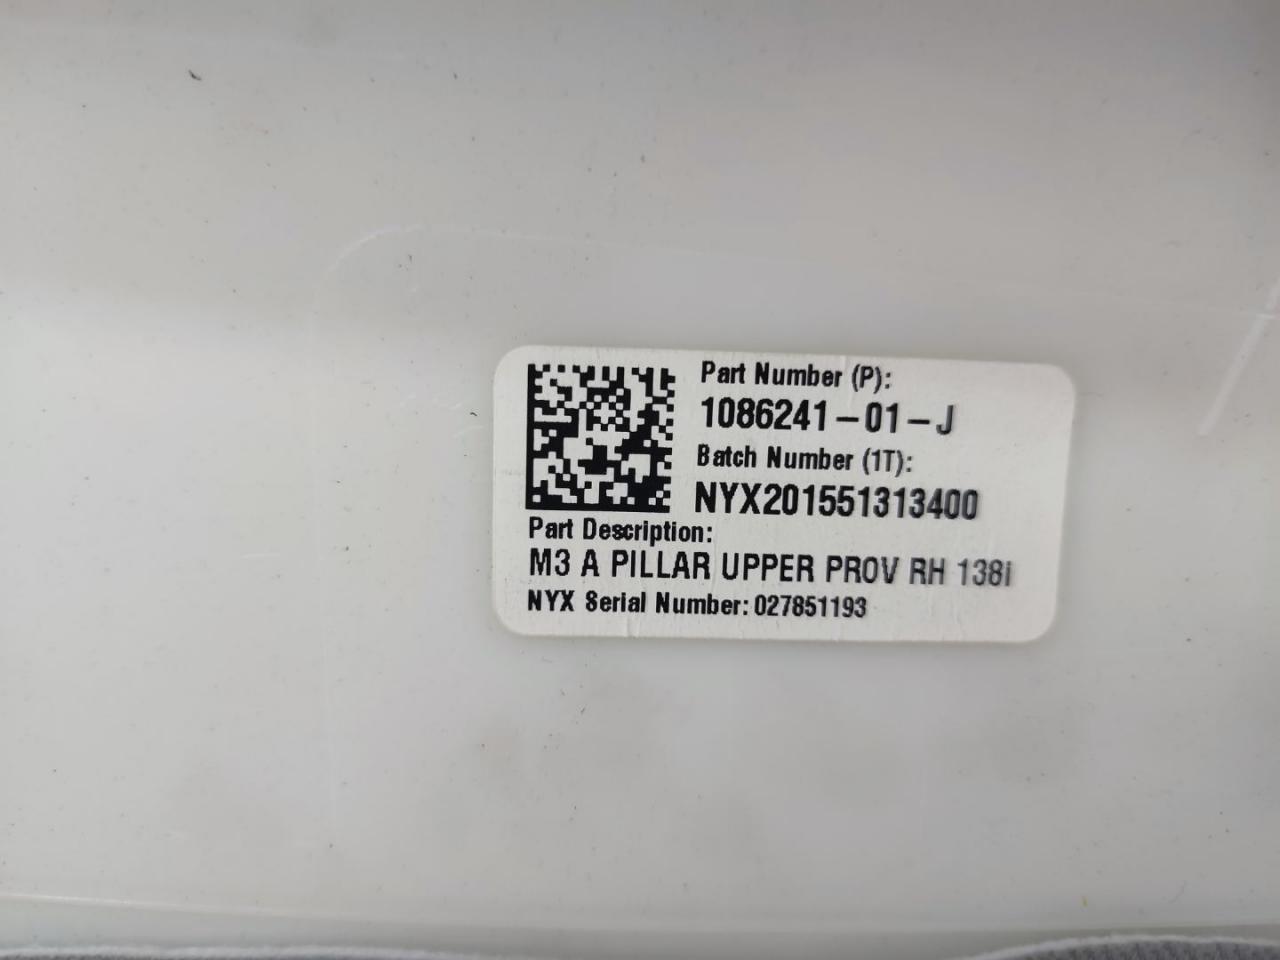 Part Number (P):
1086241-01-J
Batch Number (1T):
NYX201551313400
Part Description:
M3 A PILLAR UPPER PROV RH 138i
NYX Serial Number: 027851193